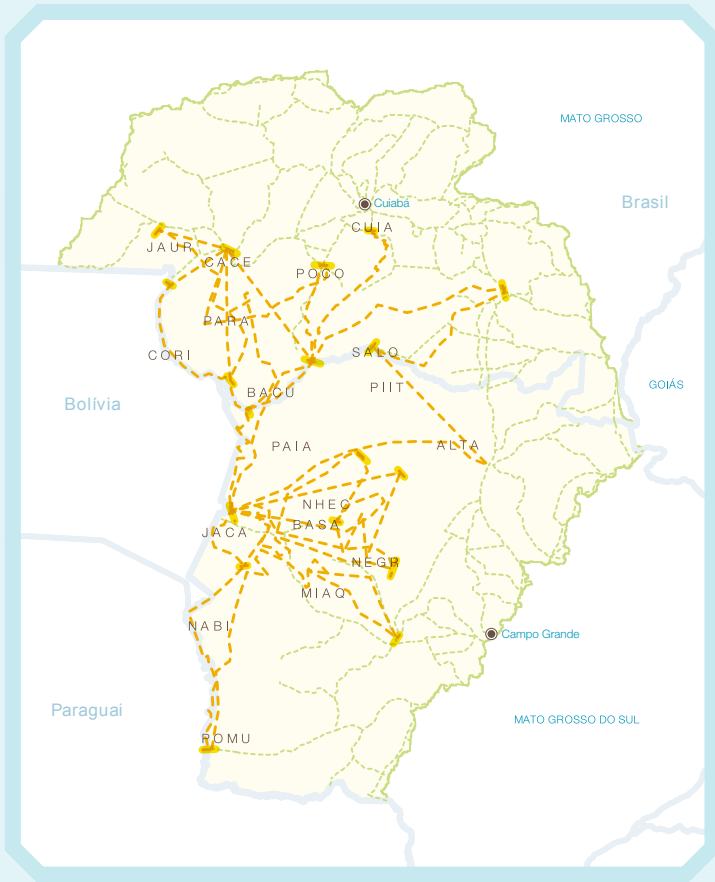 MATO GROSSO
Brasil
Cuiabá
CUIA
JAUR
CACE
POCO
PARA
CORI
SALO
GOIÁS
PIIT
BACU
Bolívia
PAIA
ALTA
NHEC
BASA
JACA
NEGR
MIAQ
NABI
Campo Grande
Paraguai
MATO GROSSO DO SUL
POMU